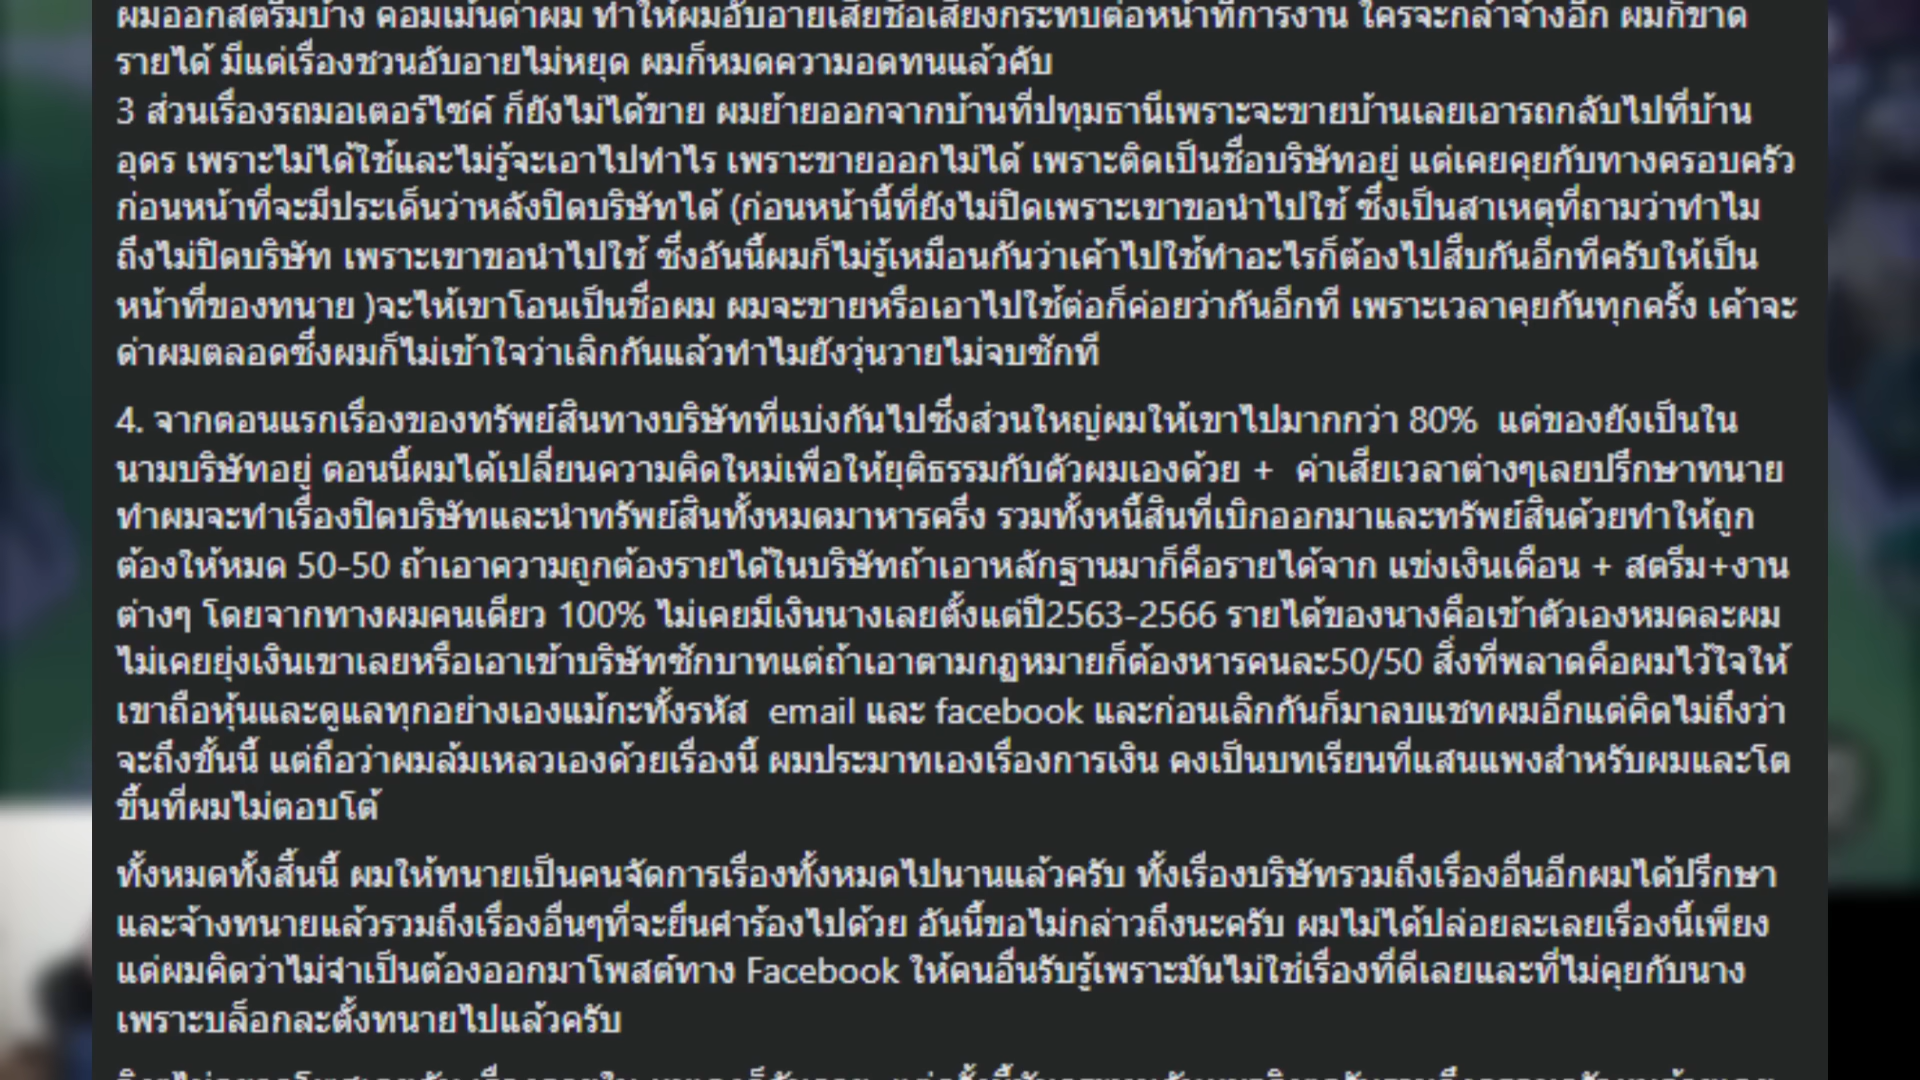 ผมออกสตรีมบ้าง คอมเม้นด่าผม ทำให้ผมอับอายเสียชื่อเสียงกระทบต่อหน้าที่การงาน ใครจะกล้าจ้างอีก ผมก็ขาด
รายได้ มีแต่เรื่องชวนอับอายไม่หยุด ผมก็หมดความอดทนแล้วคับ
3 ส่วนเรื่องรถมอเตอร์ไซค์ ก็ยังไม่ได้ขาย ผมย้ายออกจากบ้านที่ปทุมธานีเพราะจะขายบ้านเลยเอารถกลับไปที่บ้าน
อุดร เพราะไม่ได้ใช้และไม่รู้จะเอาไปทำไร เพราะขายออกไม่ได้ เพราะติดเป็นชื่อบริษัทอยู่ แต่เคยคุยกับทางครอบครัว
ก่อนหน้าที่จะมีประเด็นว่าหลังปิดบริษัทได้ (ก่อนหน้านี้ที่ยังไม่ปิดเพราะเขาขอนำไปใช้ ซึ่งเป็นสาเหตุที่ถามว่าทำไม
ถึงไม่ปิดบริษัท เพราะเขาขอนำไปใช้ ซึ่งอันนี้ผมก็ไม่รู้เหมือนกันว่าเค้าไปใช้ทำอะไรก็ต้องไปสืบกันอีกทีครับให้เป็น
หน้าที่ของทนาย )จะไห้เขาโอนเป็นชื่อผม ผมจะขายหรือเอาไปใช้ต่อก็ค่อยว่ากันอีกที เพราะเวลาคุยกันทุกครั้ง เค้าจะ
ด่าผมตลอดซึ่งผมก็ไม่เข้าใจว่าเลิกกันแล้วทำไมยังวุ่นวายไม่จบซักที
4. จากตอนแรกเรื่องของทรัพย์สินทางบริษัทที่แบ่งกันไปซึ่งส่วนใหญ่ผมให้เขาไปมากกว่า 80%  แต่ของยังเป็นใน
นามบริษัทอยู่ ตอนนี้ผมได้เปลี่ยนความคิดใหม่เพื่อให้ยุติธรรมกับตัวผมเองด้วย +  ค่าเสียเวลาต่างๆเลยปรึกษาทนาย
ทำผมจะทำเรื่องปิดบริษัทและนำทรัพย์สินทั้งหมดมาหารครึ่ง รวมทั้งหนี้สินที่เบิกออกมาและทรัพย์สินด้วยทำให้ถูก
ต้องให้หมด 50-50 ถ้าเอาความถูกต้องรายได้ในบริษัทถ้าเอาหลักฐานมาก็คือรายได้จาก แข่งเงินเดือน + สตรีม+งาน
ต่างๆ โดยจากทางผมคนเดียว 100% ไม่เคยมีเงินนางเลยตั้งแต่ปี2563-2566 รายได้ของนางคือเข้าตัวเองหมดละผม
ไม่เคยยุ่งเงินเขาเลยหรือเอาเข้าบริษัทซักบาทแต่ถ้าเอาตามกฏหมายก็ต้องหารคนละ50/50 สิ่งที่พลาดคือผมไว้ใจให้
เขาถือหุ้นและดูแลทุกอย่างเองแม้กะทั้งรหัส  email และ facebook และก่อนเลิกกันก็มาลบแชทผมอีกแต่คิดไม่ถึงว่า
จะถึงขั้นนี้ แต่ถือว่าผมล้มเหลวเองด้วยเรื่องนี้ ผมประมาทเองเรื่องการเงิน คงเป็นบทเรียนที่แสนแพงสำหรับผมและโต
ขึ้นที่ผมไม่ตอบโต้
ทั้งหมดทั้งสิ้นนี้ ผมให้ทนายเป็นคนจัดการเรื่องทั้งหมดไปนานแล้วครับ ทั้งเรื่องบริษัทรวมถึงเรื่องอื่นอีกผมได้ปรึกษา
และจ้างทนายแล้วรวมถึงเรื่องอื่นๆที่จะยื่นคำร้องไปด้วย อันนี้ขอไม่กล่าวถึงนะครับ ผมไม่ได้ปล่อยละเลยเรื่องนี้เพียง
แต่ผมคิดว่าไม่จำเป็นต้องออกมาโพสต์ทาง Facebook ให้คนอื่นรับรู้เพราะมันไม่ใช่เรื่องที่ดีเลยและที่ไม่คุยกับนาง
เพราะบล็อกละตั้งทนายไปแล้วครับ